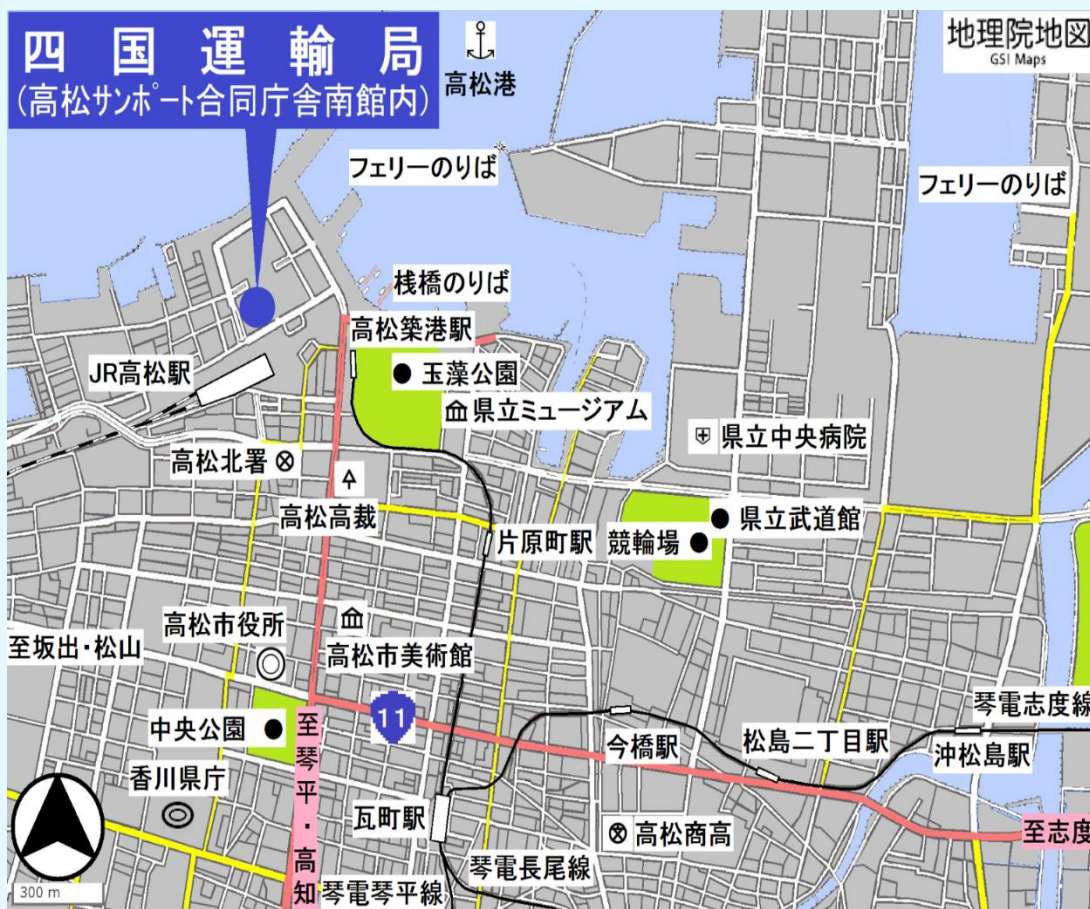 四国運輸局
(高松サンポート合同庁舎南館内)
高松港
地理院地図
GSI Maps
フェリーのりば
フェリーのりば
桟橋のりば
高松築港駅
JR高松駅
玉藻公園
県立ミュージアム
県立中央病院
高松北署
高松高裁
県立武道館
片原町駅
競輪場
高松市役所
至坂出・松山
高松市美術館
琴電志度線
中央公園
至琴平・高知
11
今橋駅
松島二丁目駅
沖松島駅
香川県庁
瓦町駅
文
高松商高
至志度
琴電長尾線
琴電琴平線
300 m